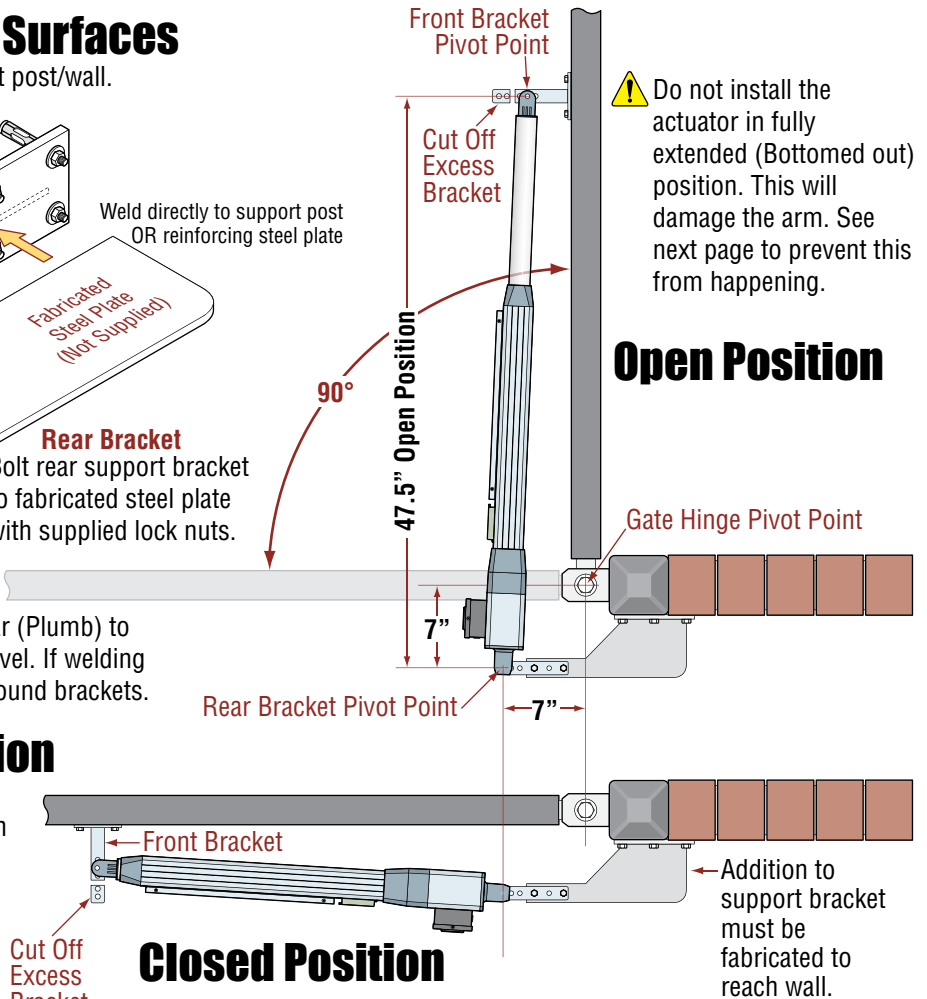 Surfaces
post/wall.
Weld directly to support post
OR reinforcing steel plate
Fabricated
Steel Plate
(Not Supplied)
Rear Bracket
Bolt rear support bracket
fabricated steel plate
with supplied lock nuts.
Front Bracket
Pivot Point
Cut Off
Excess
Bracket
Do not install the
actuator in fully
extended (Bottomed out)
position. This will
damage the arm. See
next page to prevent this
from happening.
Open Position
90°
47.5" Open Position
Gate Hinge Pivot Point
7"
(Plumb) to
If welding
brackets.
Rear Bracket Pivot Point
7"
Front Bracket
Cut Off
Excess
Bracket
Closed Position
Addition to
support bracket
must be
fabricated to
reach wall.